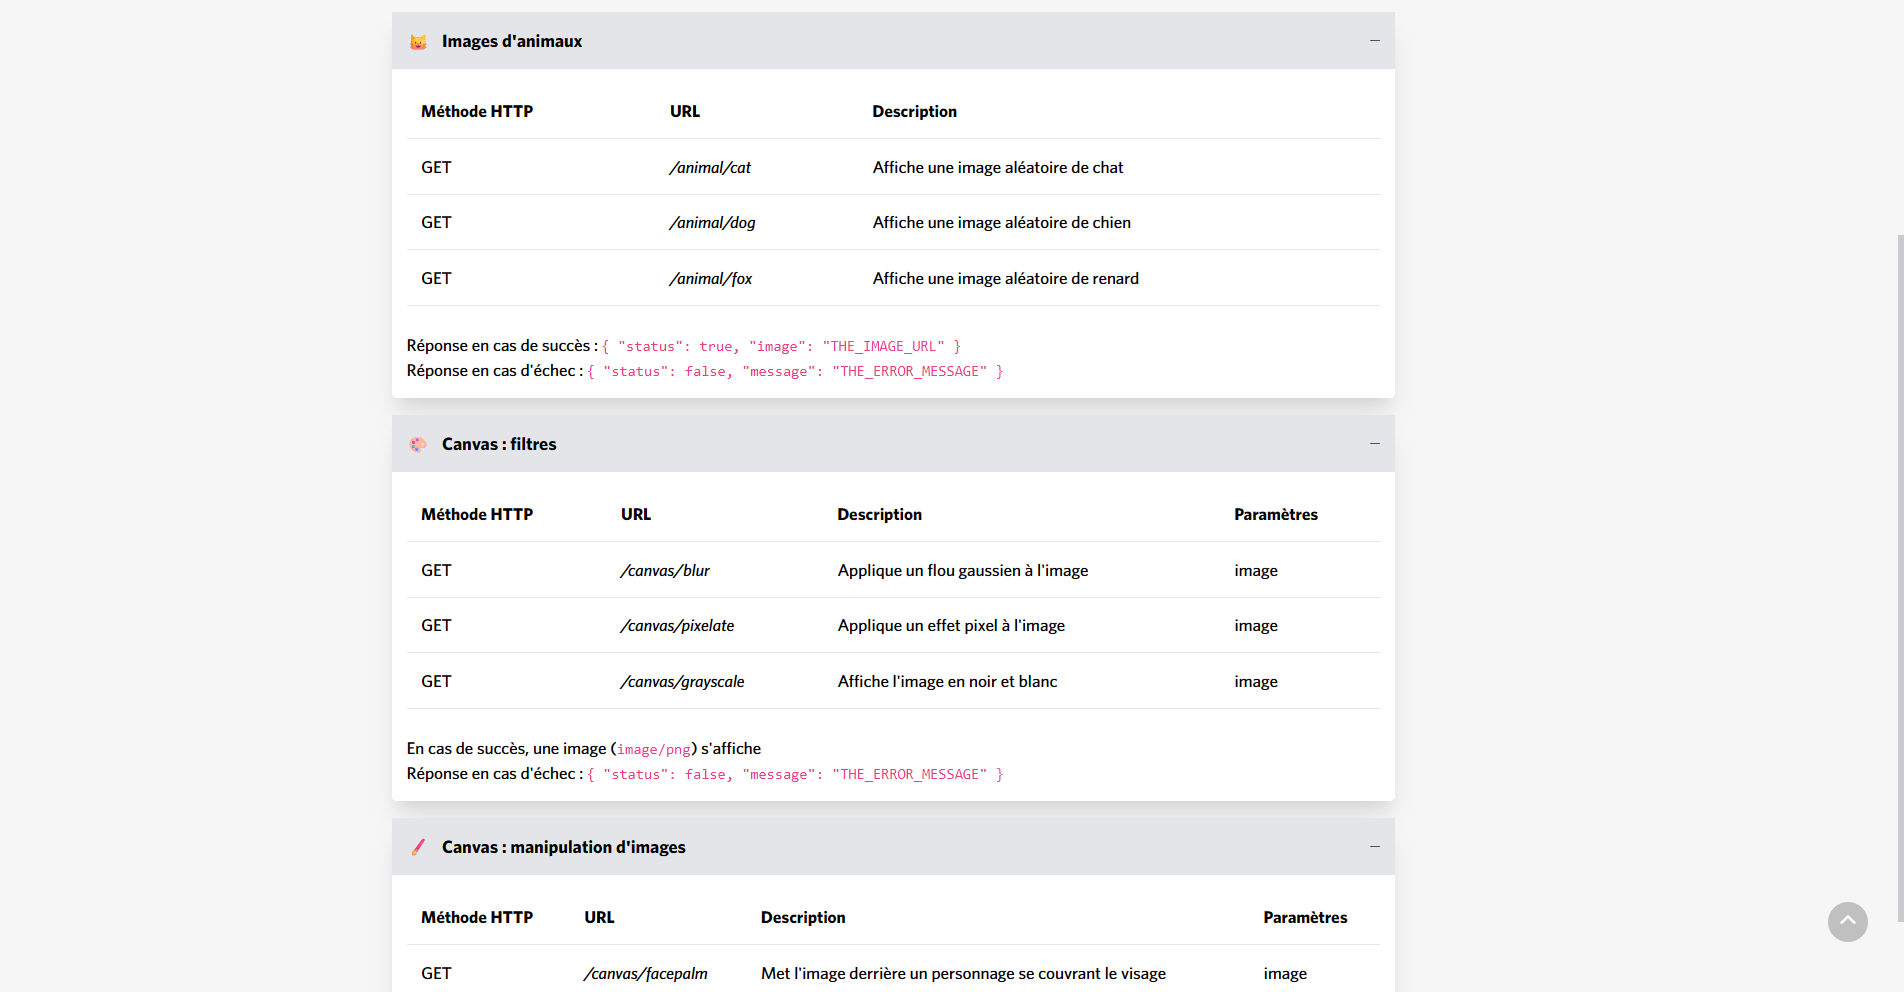 Images d'animaux
Méthode HTTP URL Description
GET /animal/cat Affiche une image aléatoire de chat
GET /animal/dog Affiche une image aléatoire de chien
GET /animal/fox Affiche une image aléatoire de renard
Réponse en cas de succès : { "status": true, "image": "THE_IMAGE_URL" }
Réponse en cas d'échec : { "status": false, "message": "THE_ERROR_MESSAGE" }
Canvas : filtres
Méthode HTTP URL Description Paramètres
GET /canvas/blur Applique un flou gaussien à l'image image
GET /canvas/pixelate Applique un effet pixel à l'image image
GET /canvas/grayscale Affiche l'image en noir et blanc image
En cas de succès, une image (image/png) s'affiche
Réponse en cas d'échec : { "status": false, "message": "THE_ERROR_MESSAGE" }
Canvas : manipulation d'images
Méthode HTTP URL Description Paramètres
GET /canvas/facepalm Met l'image derrière un personnage se couvrant le visage image